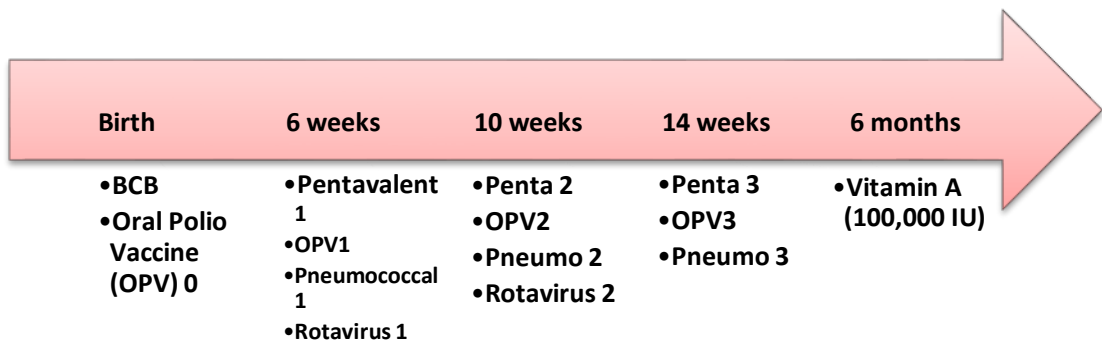 Birth
6 weeks
10 weeks
14 weeks
6 months
•BCB
•Oral Polio
Vaccine
(OPV) 0
•Pentavalent
1
•OPV1
•Pneumococcal
1
•Rotavirus 1
•Penta 2
•OPV2
•Pneumo 2
•Rotavirus 2
•Penta 3
•OPV3
•Pneumo 3
•Vitamin A
(100,000 IU)